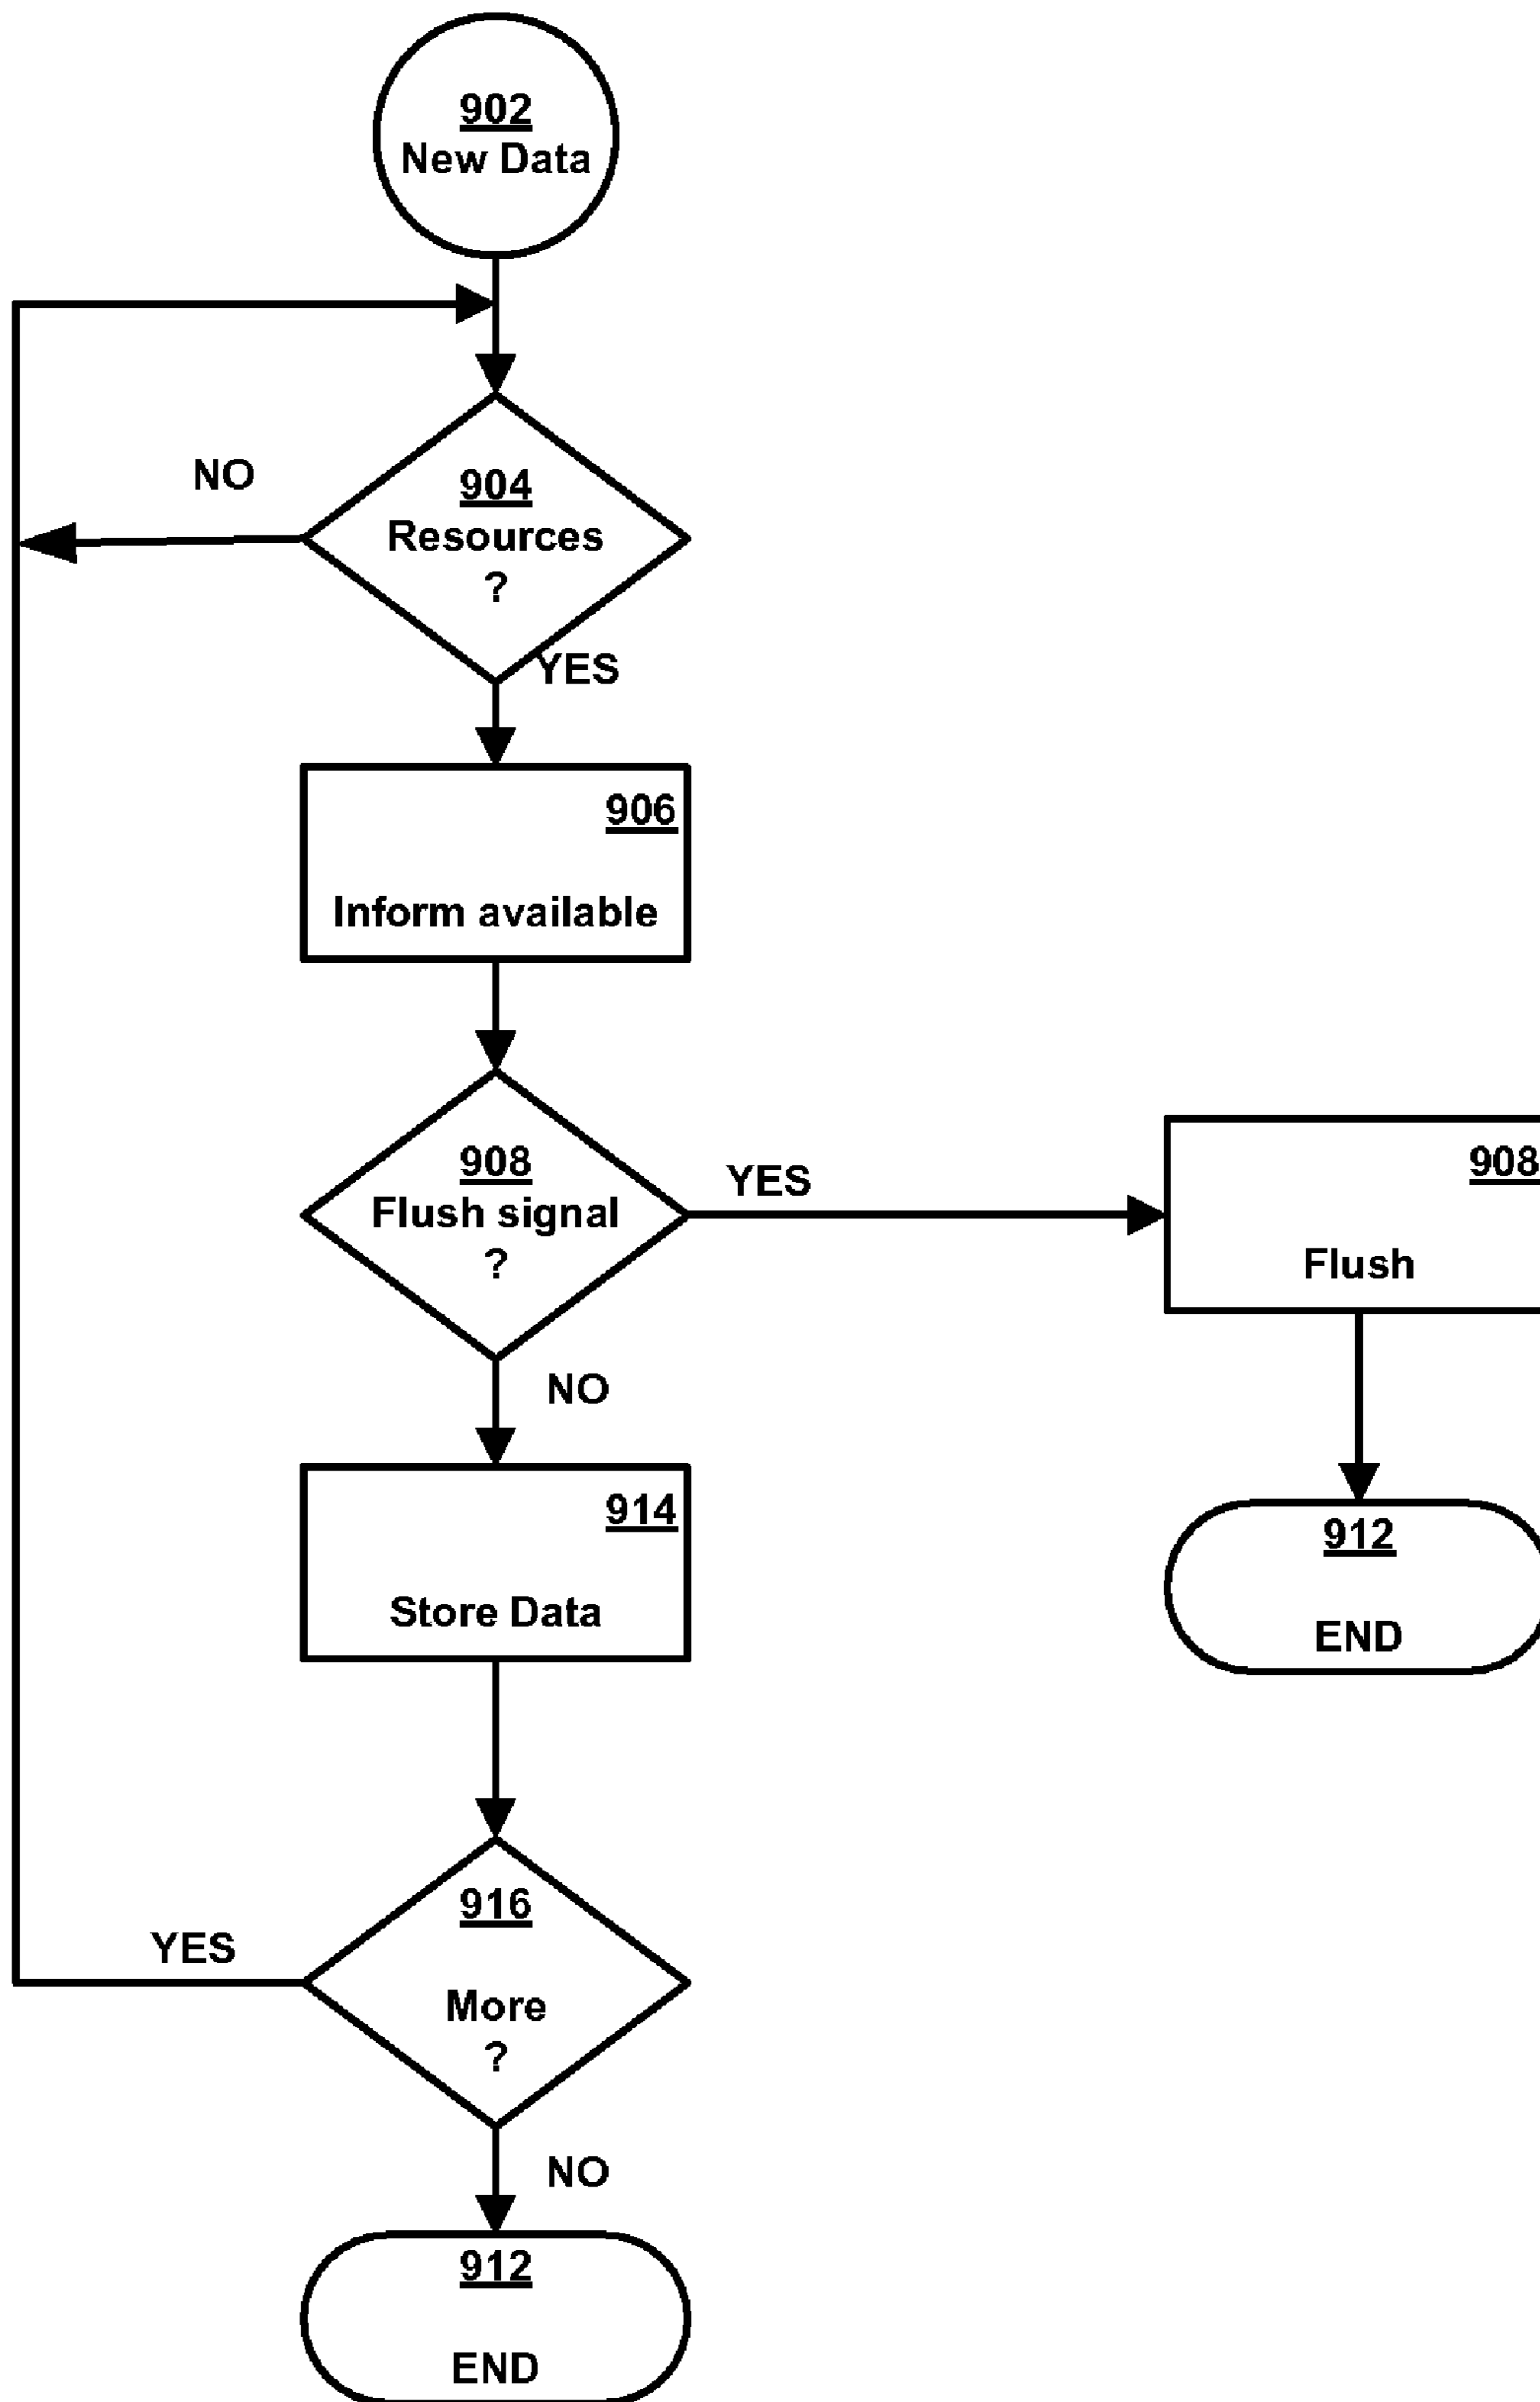 902
New Data
NO
904
Resources
?
YES
906
Inform available
908
Flush signal
?
YES
908
Flush
NO
914
Store Data
912
END
916
More
?
YES
NO
912
END